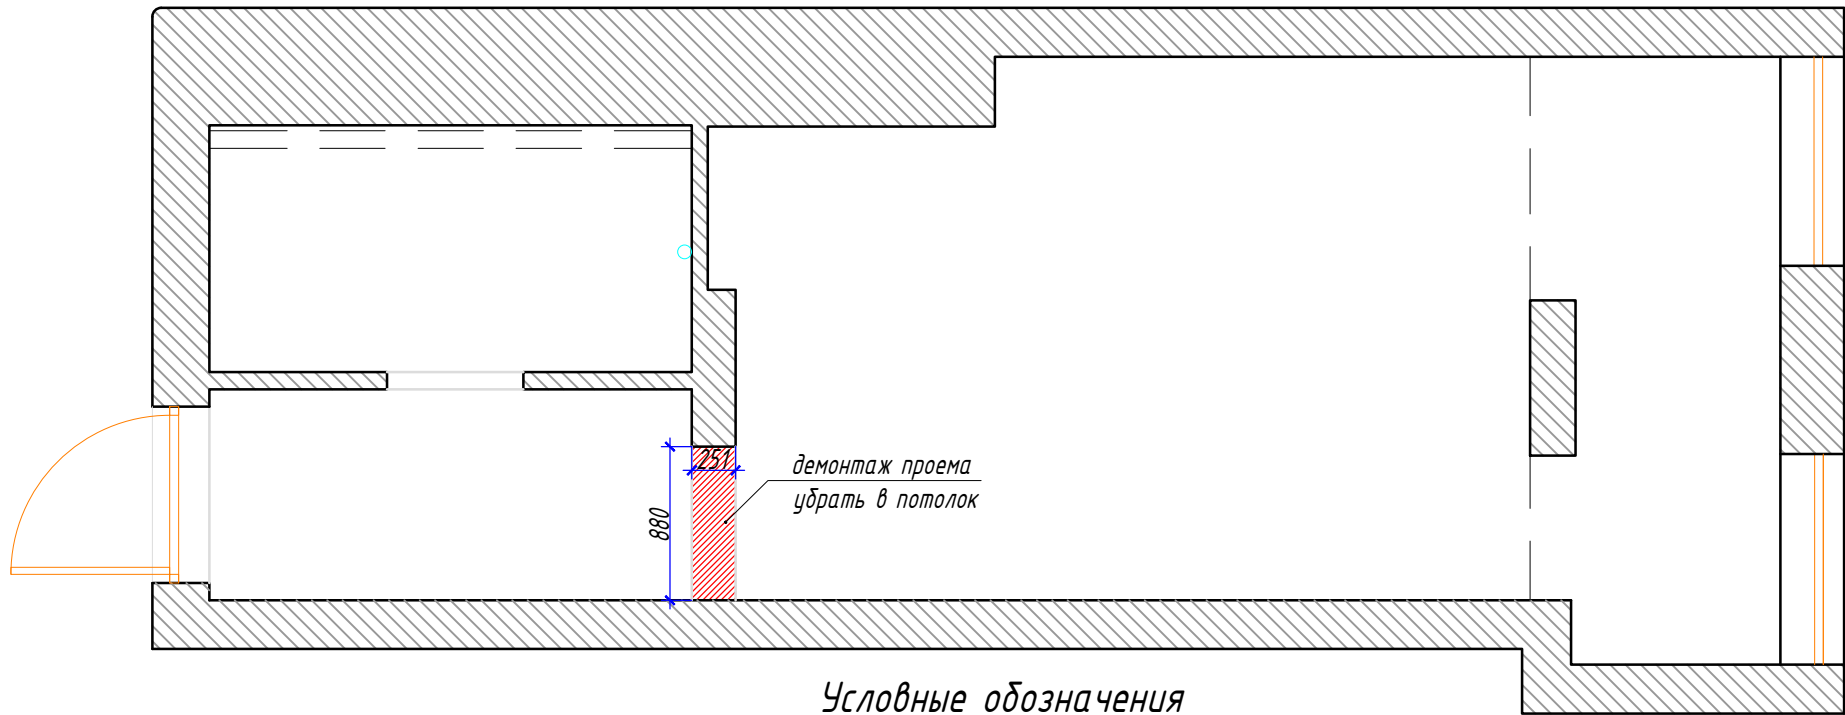 251
демонтаж проема
убрать в потолок
880
Условные обозначения